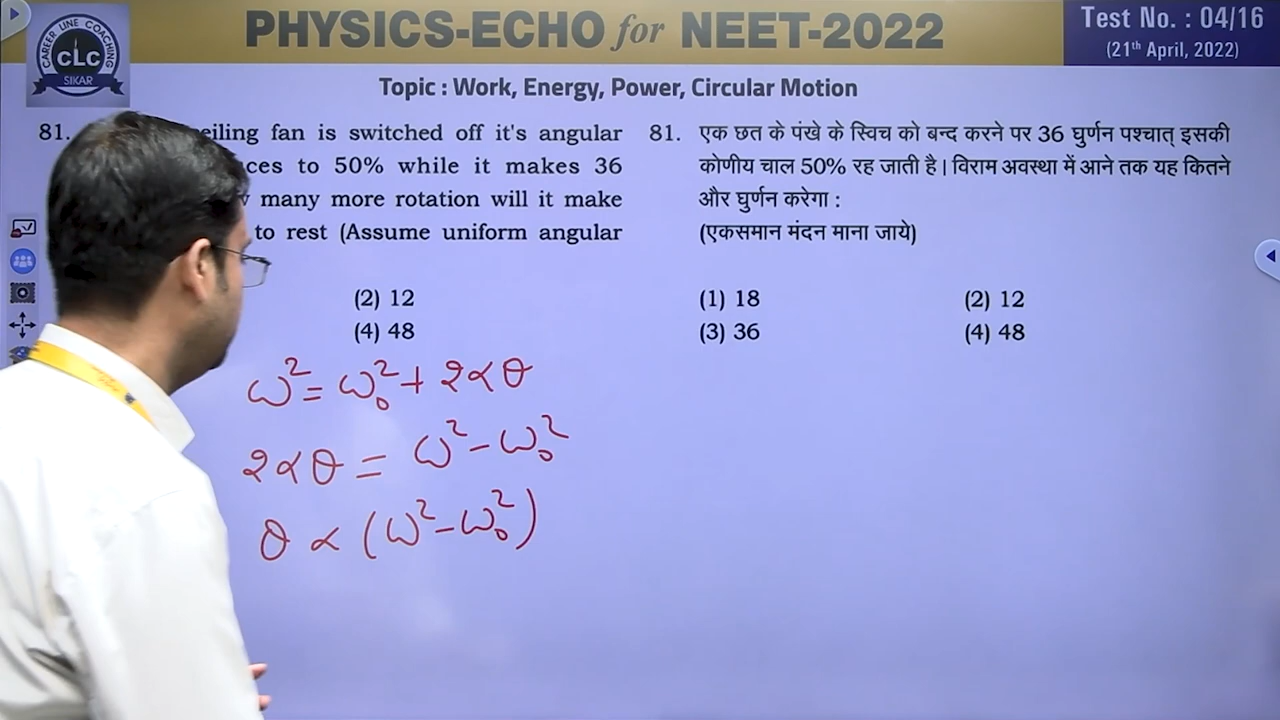 PHYSICS-ECHO for NEET-2022
Test No. : 04/16
(21th April, 2022)
CAREER LINE COACHING
CLC
SIKAR
Topic : Work, Energy, Power, Circular Motion
81. ceiling fan is switched off it's angular
to 50% while it makes 36
many more rotation will it make
to rest (Assume uniform angular
(2) 12
(4) 48
81. एक छत के पंखे के स्विच को बन्द करने पर 36 घुर्णन पश्चात् इसकी
कोणीय चाल 50% रह जाती है। विराम अवस्था में आने तक यह कितने
और घुर्णन करेगा :
(एकसमान मंदन माना जाये)
(1) 18 (2) 12
(3) 36 (4) 48
ω² = ω₀² + 2αθ
2αθ = ω² - ω₀²
θ ∝ (ω² - ω₀²)